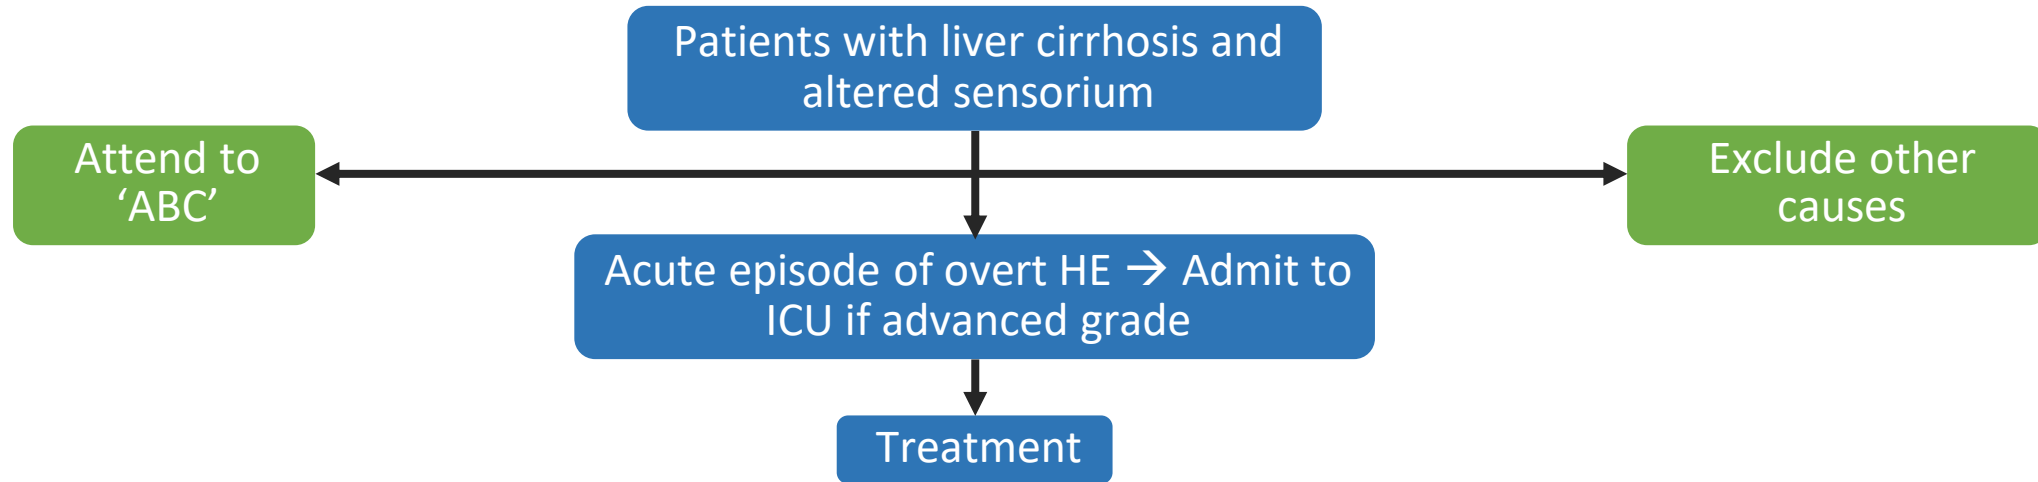 Patients with liver cirrhosis and
altered sensorium
Attend to
‘ABC’
Exclude other
causes
Acute episode of overt HE → Admit to
ICU if advanced grade
Treatment